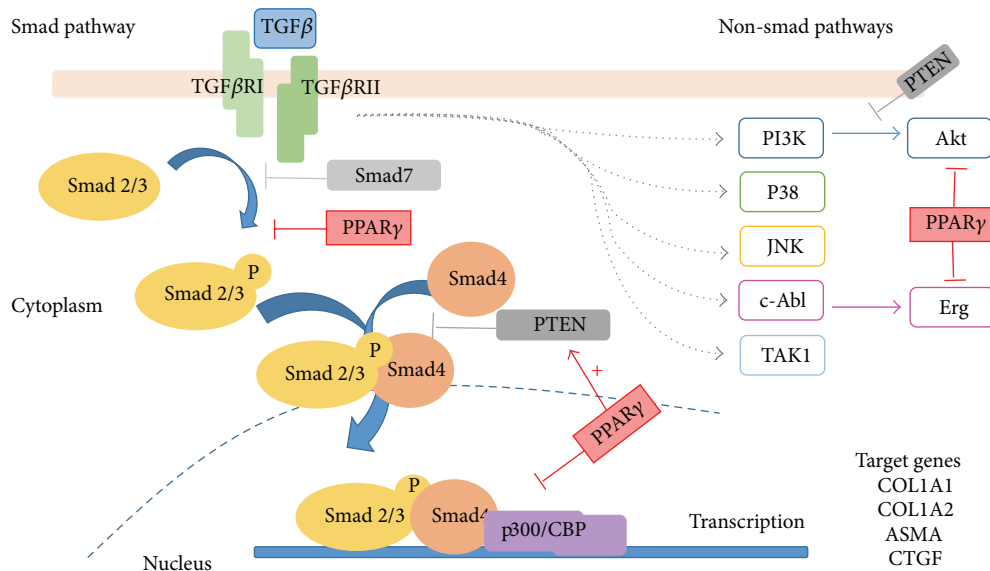 Smad pathway
TGFβ
Non-smad pathways
TGFβRI
TGFβRII
PTEN
PI3K
Akt
Smad 2/3
Smad7
P38
PPARγ
PPARγ
JNK
P
Smad 2/3
Smad4
Cytoplasm
c-Abl
Erg
PTEN
P
Smad 2/3
Smad4
TAK1
+
PPARγ
P
Smad 2/3
Smad4
p300/CBP
Transcription
Nucleus
Target genes
COL1A1
COL1A2
ASMA
CTGF